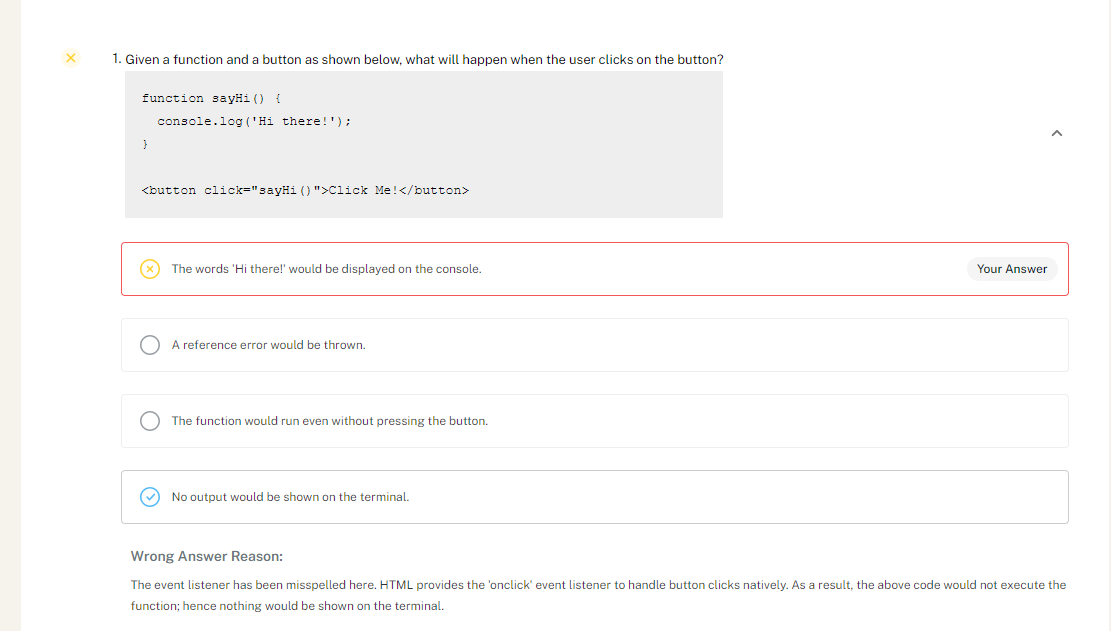 1. Given a function and a button as shown below, what will happen when the user clicks on the button?
function sayHi() {
  console.log('Hi there!');
}
<button click="sayHi()">Click Me!</button>
The words 'Hi there!' would be displayed on the console. Your Answer
A reference error would be thrown.
The function would run even without pressing the button.
No output would be shown on the terminal.
Wrong Answer Reason:
The event listener has been misspelled here. HTML provides the 'onclick' event listener to handle button clicks natively. As a result, the above code would not execute the
function; hence nothing would be shown on the terminal.